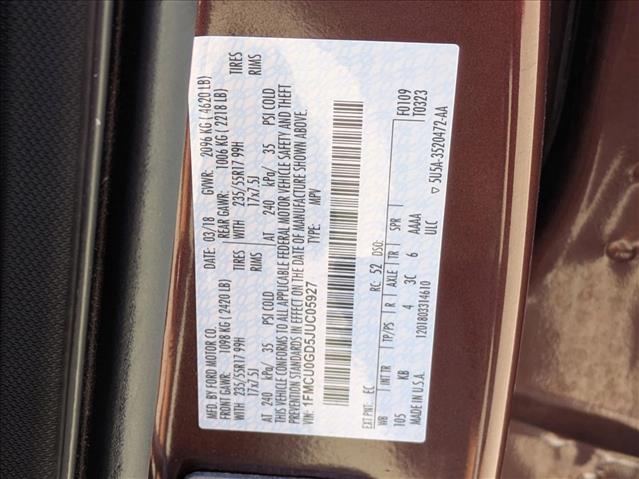 MFD. BY FORD MOTOR CO. DATE: 03/18 GVWR: 2096 KG ( 4620 LB)
FRONT GAWR: 1098 KG ( 2420 LB) REAR GAWR: 1006 KG ( 2218 LB)
WITH 235/55R17 99H TIRES WITH 235/55R17 99H TIRES
17x7.5J RIMS 17x7.5J RIMS
AT 240 kPa/ 35 PSI COLD AT 240 kPa/ 35 PSI COLD
THIS VEHICLE CONFORMS TO ALL APPLICABLE FEDERAL MOTOR VEHICLE SAFETY AND THEFT
PREVENTION STANDARDS IN EFFECT ON THE DATE OF MANUFACTURE SHOWN ABOVE.
VIN: 1FMCU0GD5JUC05927 TYPE: MPV
F0109
T0323
EXT PNT: EC RC: 52 DSO:
WB INT TR TP/PS R AXLE TR SPR
105 KB 4 3C 6 AAAA
1201803314610 ULC
MADE IN U.S.A. ▽ 5U5A-3520472-AA